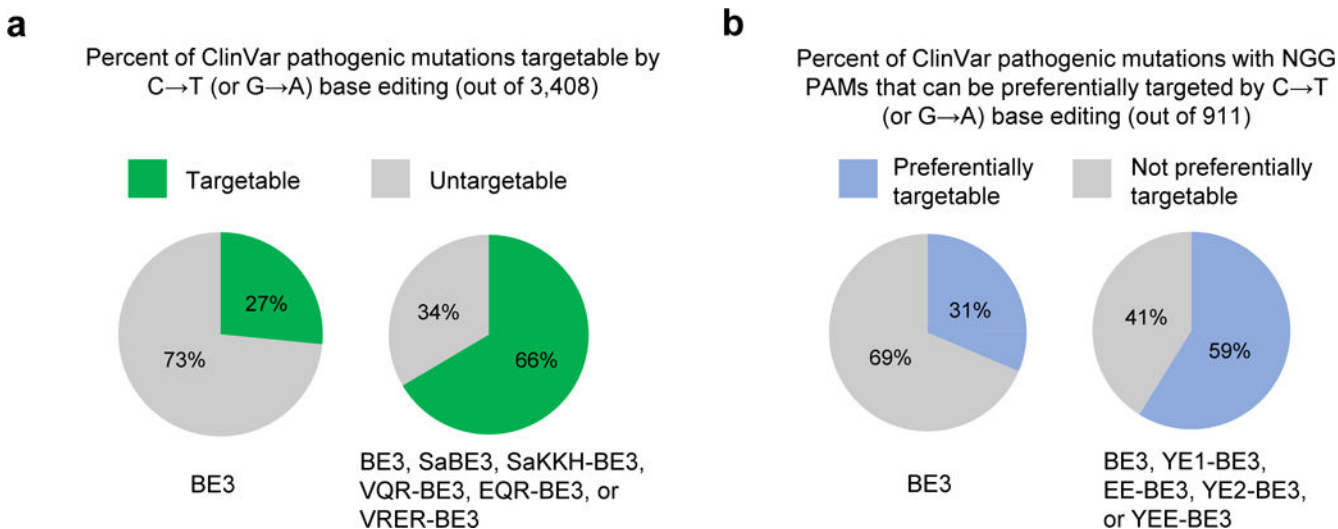 a
Percent of ClinVar pathogenic mutations targetable by
C→T (or G→A) base editing (out of 3,408)
Targetable
Untargetable
27%
73%
34%
66%
BE3
BE3, SaBE3, SaKKH-BE3,
VQR-BE3, EQR-BE3, or
VRER-BE3
b
Percent of ClinVar pathogenic mutations with NGG
PAMs that can be preferentially targeted by C→T
(or G→A) base editing (out of 911)
Preferentially
targetable
Not preferentially
targetable
31%
69%
41%
59%
BE3
BE3, YE1-BE3,
EE-BE3, YE2-BE3,
or YEE-BE3